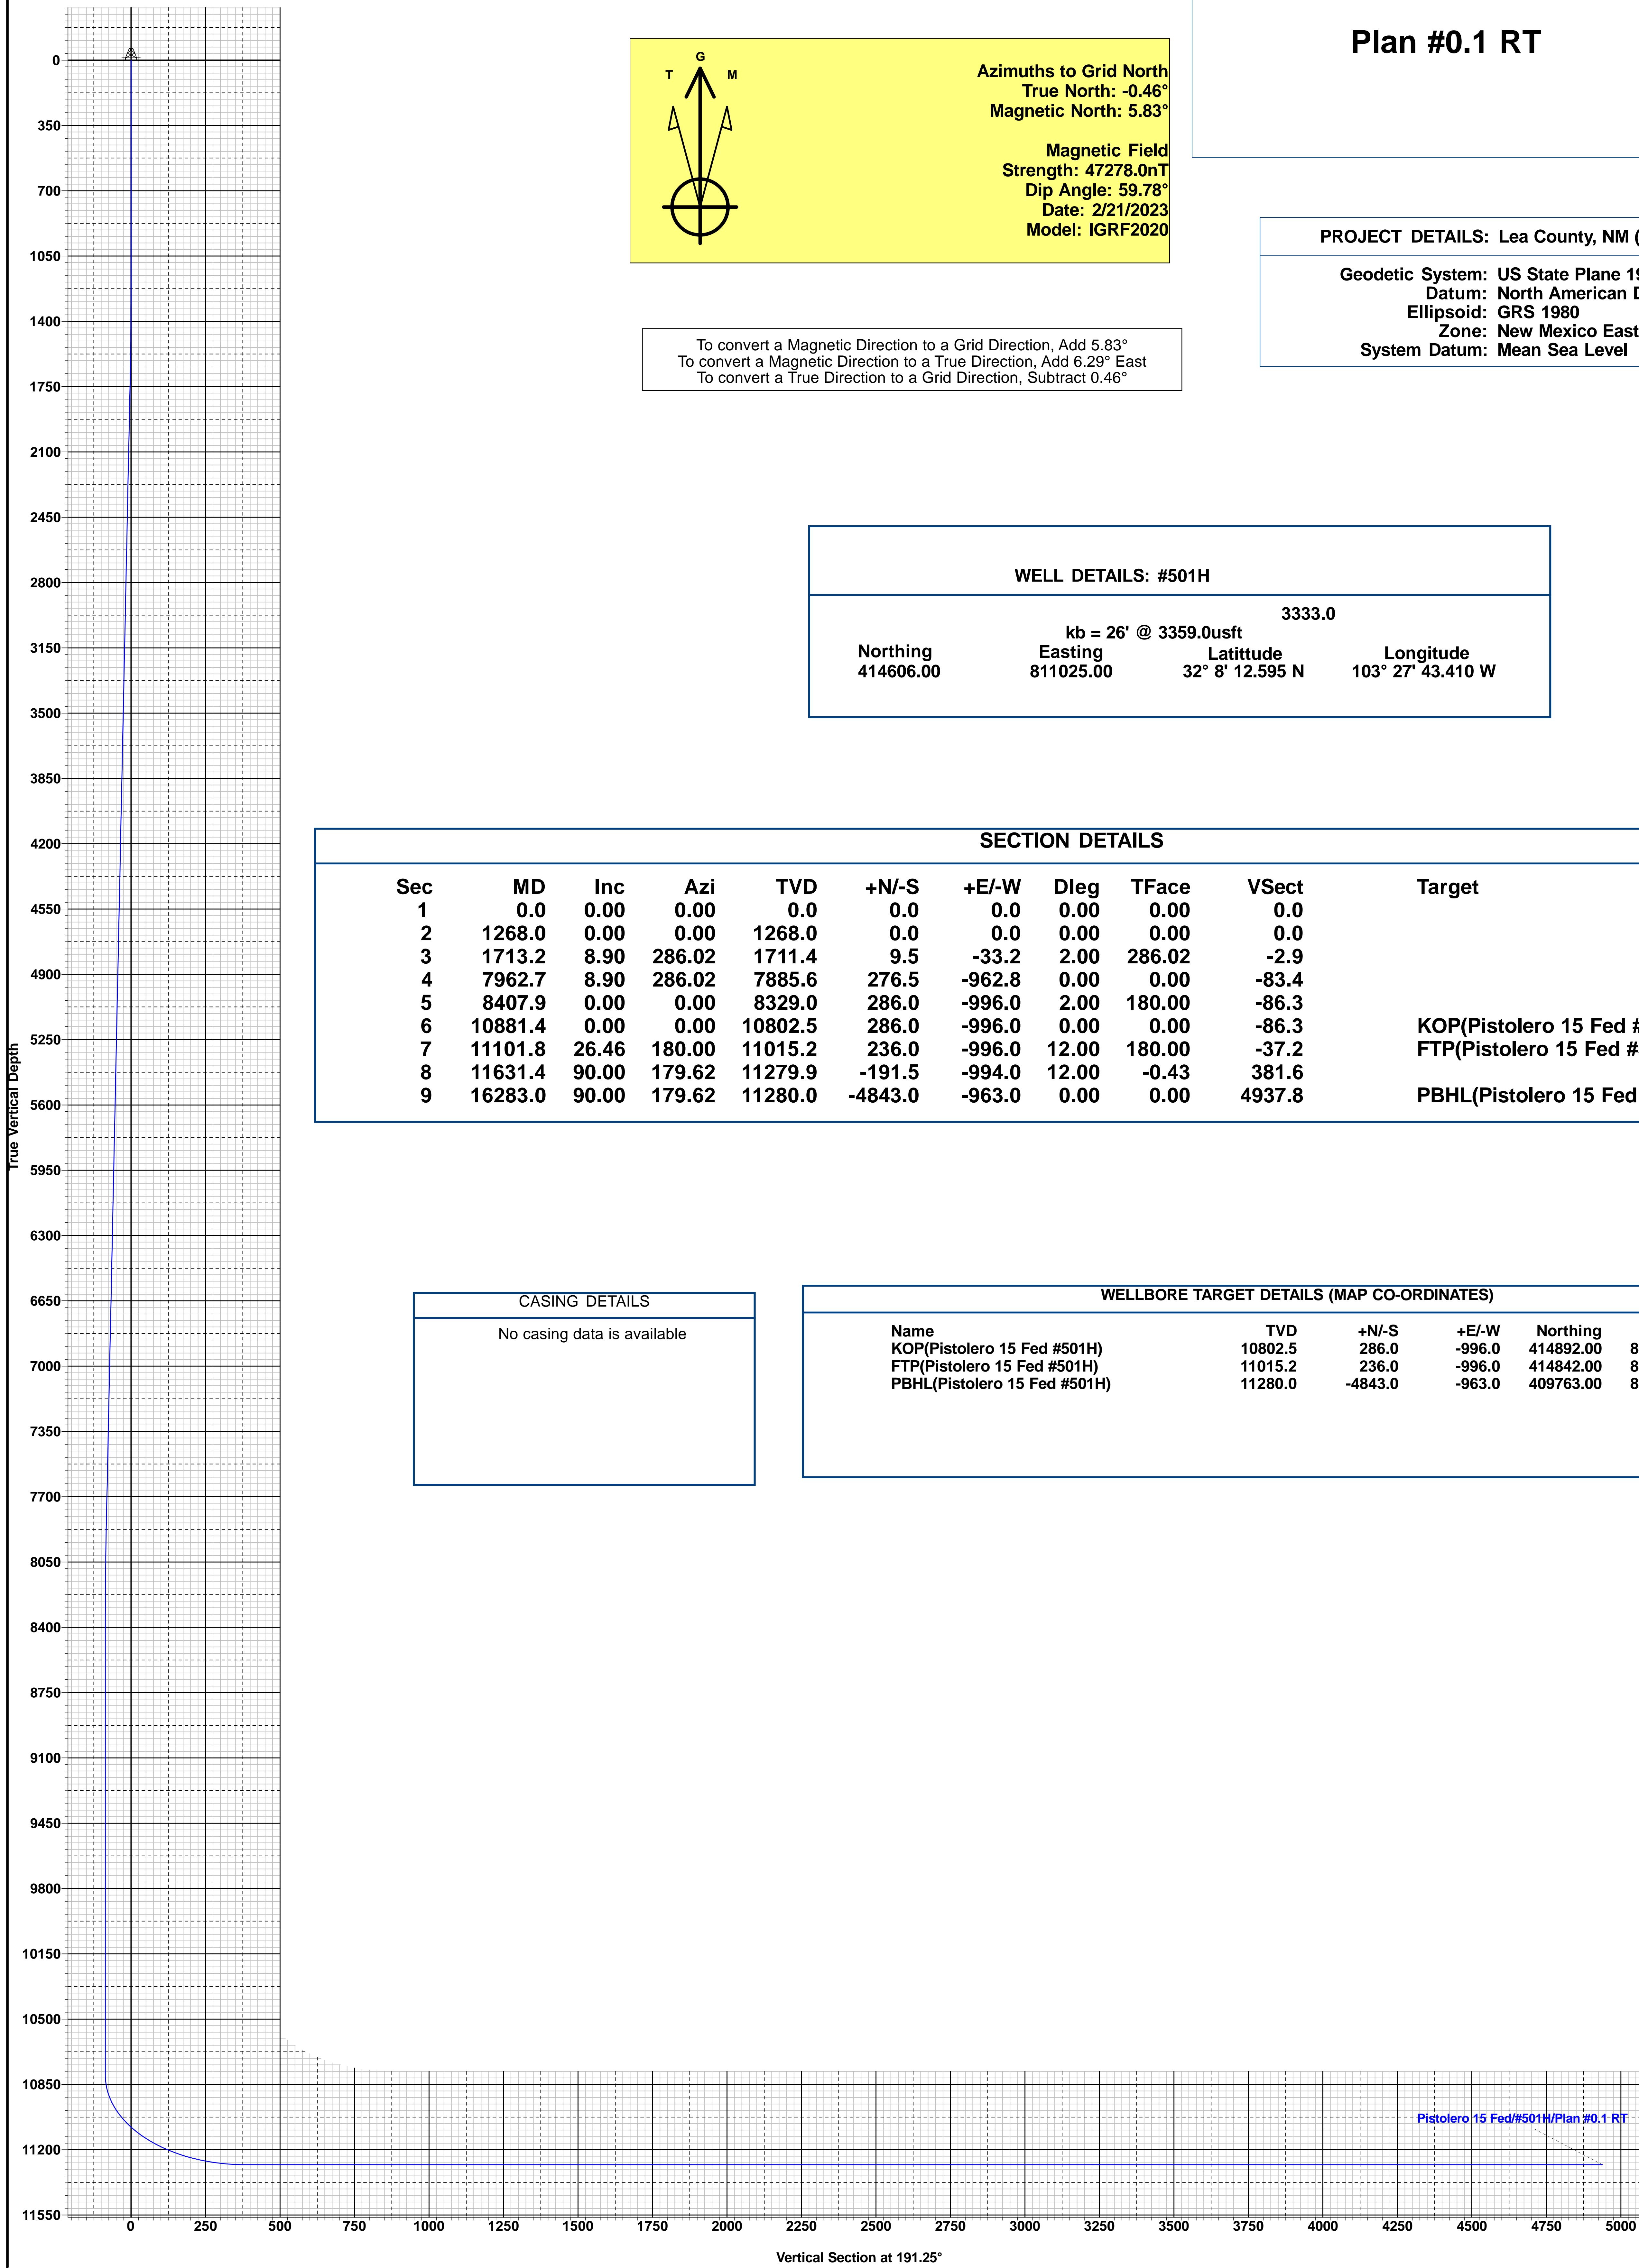 Plan #0.1 RT
G
T M
Azimuths to Grid North
True North: -0.46°
Magnetic North: 5.83°
Magnetic Field
Strength: 47278.0nT
Dip Angle: 59.78°
Date: 2/21/2023
Model: IGRF2020
PROJECT DETAILS: Lea County, NM (
Geodetic System: US State Plane 19
Datum: North American D
Ellipsoid: GRS 1980
Zone: New Mexico East
System Datum: Mean Sea Level
To convert a Magnetic Direction to a Grid Direction, Add 5.83°
To convert a Magnetic Direction to a True Direction, Add 6.29° East
To convert a True Direction to a Grid Direction, Subtract 0.46°
WELL DETAILS: #501H
3333.0
kb = 26' @ 3359.0usft
Northing Easting Latittude Longitude
414606.00 811025.00 32° 8' 12.595 N 103° 27' 43.410 W
SECTION DETAILS
Sec MD Inc Azi TVD +N/-S +E/-W Dleg TFace VSect Target
1 0.0 0.00 0.00 0.0 0.0 0.0 0.00 0.00 0.0
2 1268.0 0.00 0.00 1268.0 0.0 0.0 0.00 0.00 0.0
3 1713.2 8.90 286.02 1711.4 9.5 -33.2 2.00 286.02 -2.9
4 7962.7 8.90 286.02 7885.6 276.5 -962.8 0.00 0.00 -83.4
5 8407.9 0.00 0.00 8329.0 286.0 -996.0 2.00 180.00 -86.3
6 10881.4 0.00 0.00 10802.5 286.0 -996.0 0.00 0.00 -86.3 KOP(Pistolero 15 Fed #
7 11101.8 26.46 180.00 11015.2 236.0 -996.0 12.00 180.00 -37.2 FTP(Pistolero 15 Fed #
8 11631.4 90.00 179.62 11279.9 -191.5 -994.0 12.00 -0.43 381.6
9 16283.0 90.00 179.62 11280.0 -4843.0 -963.0 0.00 0.00 4937.8 PBHL(Pistolero 15 Fed
CASING DETAILS
No casing data is available
WELLBORE TARGET DETAILS (MAP CO-ORDINATES)
Name TVD +N/-S +E/-W Northing
KOP(Pistolero 15 Fed #501H) 10802.5 286.0 -996.0 414892.00 8
FTP(Pistolero 15 Fed #501H) 11015.2 236.0 -996.0 414842.00 8
PBHL(Pistolero 15 Fed #501H) 11280.0 -4843.0 -963.0 409763.00 8
True Vertical Depth
0
350
700
1050
1400
1750
2100
2450
2800
3150
3500
3850
4200
4550
4900
5250
5600
5950
6300
6650
7000
7350
7700
8050
8400
8750
9100
9450
9800
10150
10500
10850
11200
11550
Pistolero 15 Fed/#501H/Plan #0.1 RT
0 250 500 750 1000 1250 1500 1750 2000 2250 2500 2750 3000 3250 3500 3750 4000 4250 4500 4750 5000
Vertical Section at 191.25°